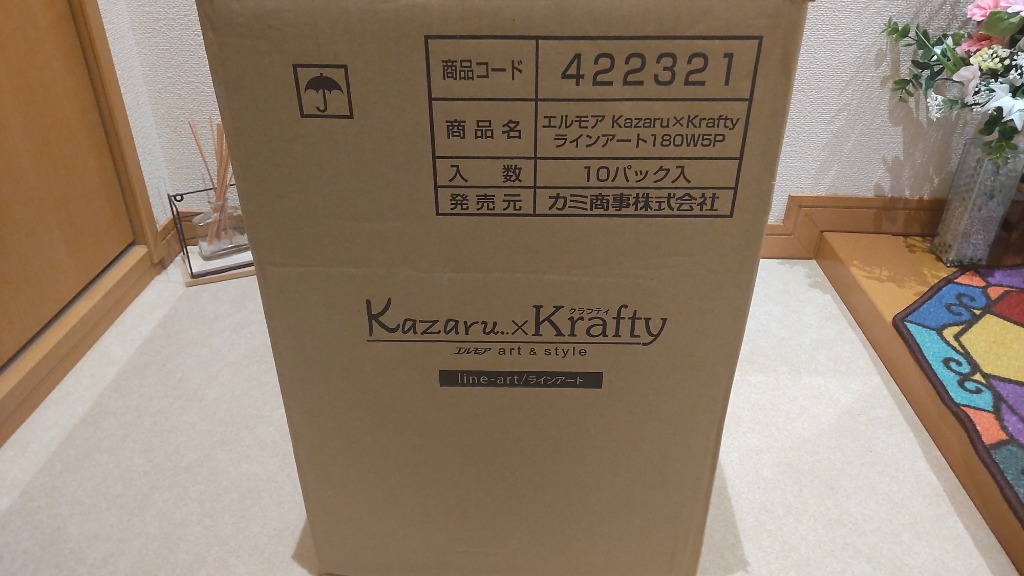 商品コード 422321
商品名 エルモア Kazaru×Krafty
ラインアート180W5P
入数 10パック入
発売元 カミ商事株式会社
クラフティ
Kazaru..×Krafty
エルモア art & style
line-art/ラインアート